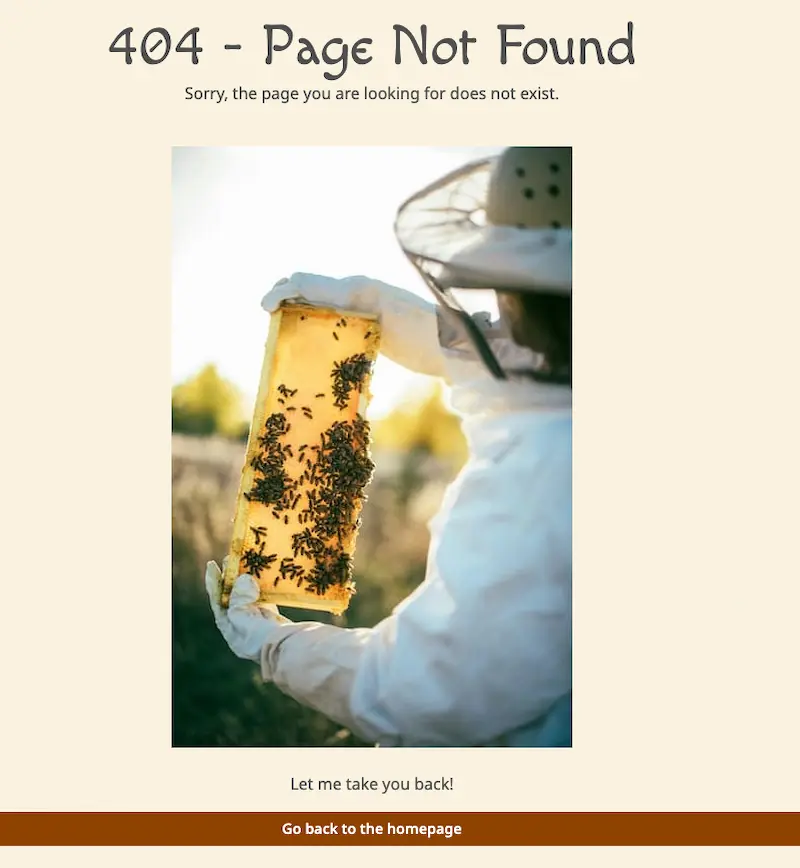 404 - Page Not Found
Sorry, the page you are looking for does not exist.
Let me take you back!
Go back to the homepage